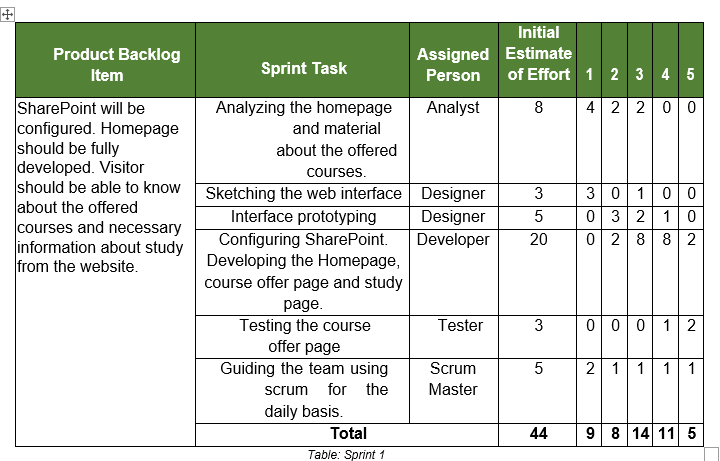 Product Backlog Item Sprint Task Assigned Person Initial Estimate of Effort 1 2 3 4 5
SharePoint will be
configured. Homepage
should be fully
developed. Visitor
should be able to know
about the offered
courses and necessary
information about study
from the website.
Analyzing the homepage Analyst 8 4 2 2 0 0
and material
about the offered
courses.
Sketching the web interface Designer 3 3 0 1 0 0
Interface prototyping Designer 5 0 3 2 1 0
Configuring SharePoint. Developer 20 0 2 8 8 2
Developing the Homepage,
course offer page and study
page.
Testing the course Tester 3 0 0 0 1 2
offer page
Guiding the team using Scrum 5 2 1 1 1 1
scrum for the Master
daily basis.
Total 44 9 8 14 11 5
Table: Sprint 1